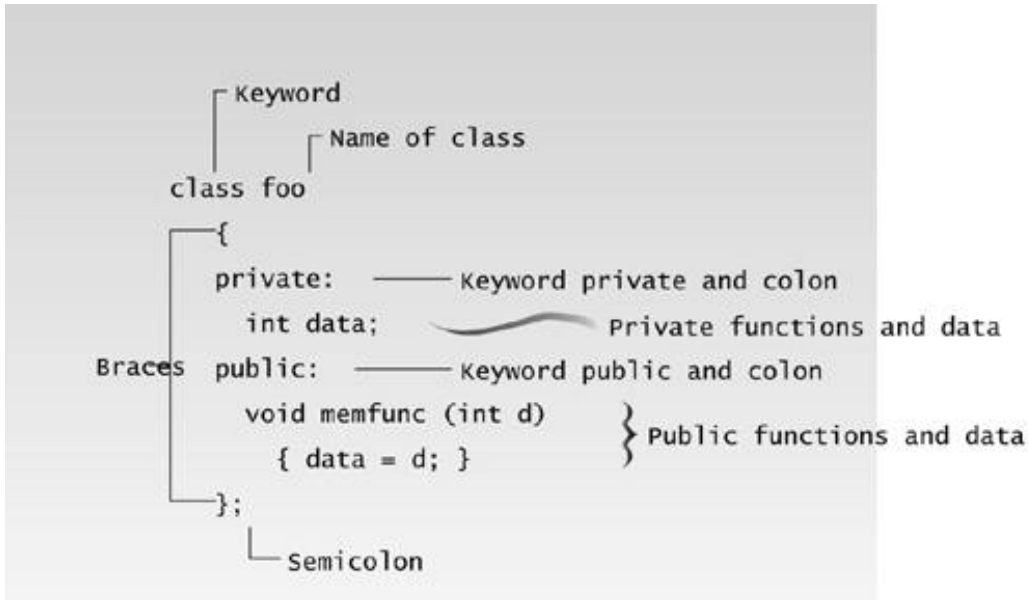 Keyword
Name of class
class foo
{
private: Keyword private and colon
int data; Private functions and data
Braces public: Keyword public and colon
void memfunc (int d)
Public functions and data
{ data = d; }
};
Semicolon